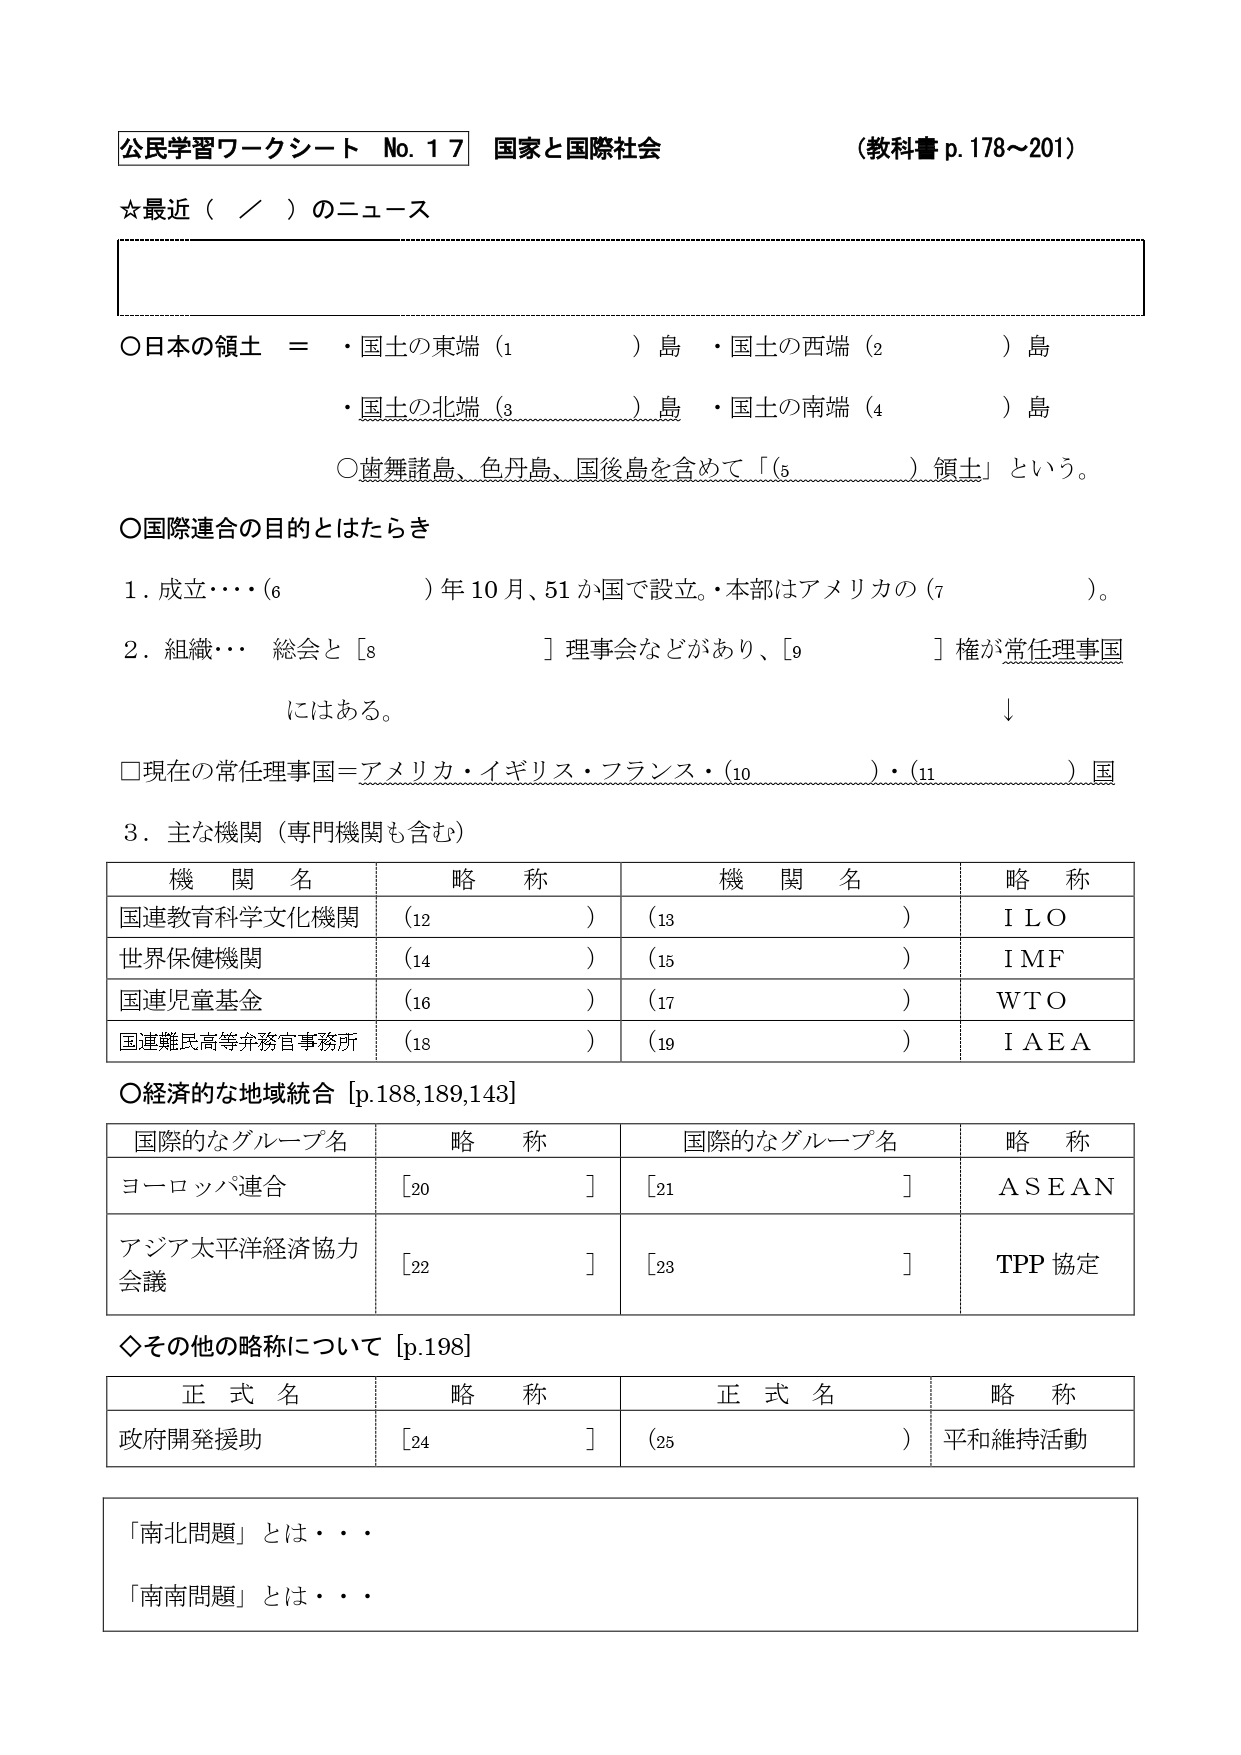 公民学習ワークシート　No.１７　国家と国際社会　（教科書p.178～201）
☆最近（　／　）のニュース
○日本の領土　＝　・国土の東端（1　　　　　）島　・国土の西端（2　　　　　）島
・国土の北端（3　　　　　）島　・国土の南端（4　　　　　）島
○歯舞諸島、色丹島、国後島を含めて「（5　　　　　）領土」という。
○国際連合の目的とはたらき
１．成立････（6　　　　　　）年10月、51か国で設立。・本部はアメリカの（7　　　　　　）。
２．組織･･･　総会と［8　　　　　　　］理事会などがあり、［9　　　　　］権が常任理事国
にはある。　　　　　　　　　　↓
□現在の常任理事国＝アメリカ・イギリス・フランス・（10　　　　　）・（11　　　　　）国
３．主な機関（専門機関も含む）
機　関　名　　略　称　　機　関　名　　略　称
国連教育科学文化機関　（12　　　　　　）　（13　　　　　　　　　）　ＩＬＯ
世界保健機関　（14　　　　　　）　（15　　　　　　　　　）　ＩＭＦ
国連児童基金　（16　　　　　　）　（17　　　　　　　　　）　ＷＴＯ
国連難民高等弁務官事務所　（18　　　　　　）　（19　　　　　　　　　）　ＩＡＥＡ
○経済的な地域統合［p.188,189,143］
国際的なグループ名　　略　称　　国際的なグループ名　　略　称
ヨーロッパ連合　［20　　　　　　］　［21　　　　　　　　　］　ＡＳＥＡＮ
アジア太平洋経済協力
会議　［22　　　　　　］　［23　　　　　　　　　］　TPP協定
◇その他の略称について［p.198］
正　式　名　　略　称　　正　式　名　　略　称
政府開発援助　［24　　　　　　］　（25　　　　　　　　　）　平和維持活動
「南北問題」とは・・・
「南南問題」とは・・・